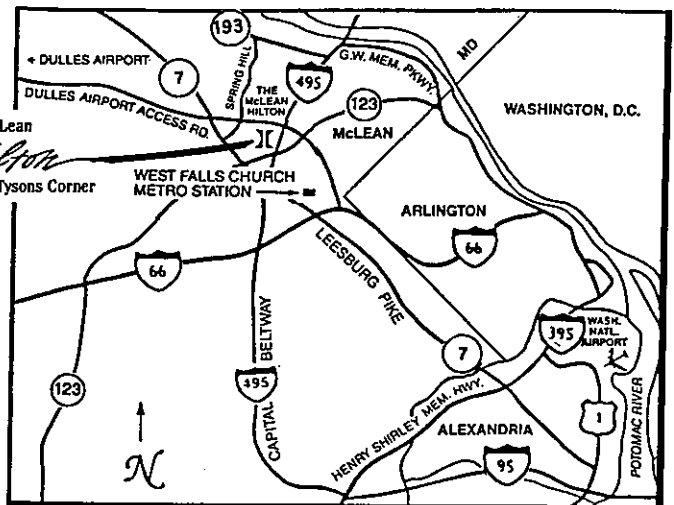 193
MD
← DULLES AIRPORT
G.W. MEM. PKWY.
7
SPRING HILL
495
THE
McLEAN
HILTON
DULLES AIRPORT ACCESS RD.
123
WASHINGTON, D.C.
Lean
McLEAN
ilton
Tysons Corner
WEST FALLS CHURCH
METRO STATION
ARLINGTON
66
66
LEESBURG PIKE
395
WASH.
NATL.
AIRPORT
7
CAPITAL BELTWAY
495
123
HENRY SHIRLEY MEM. HWY.
1
POTOMAC RIVER
ALEXANDRIA
95
N